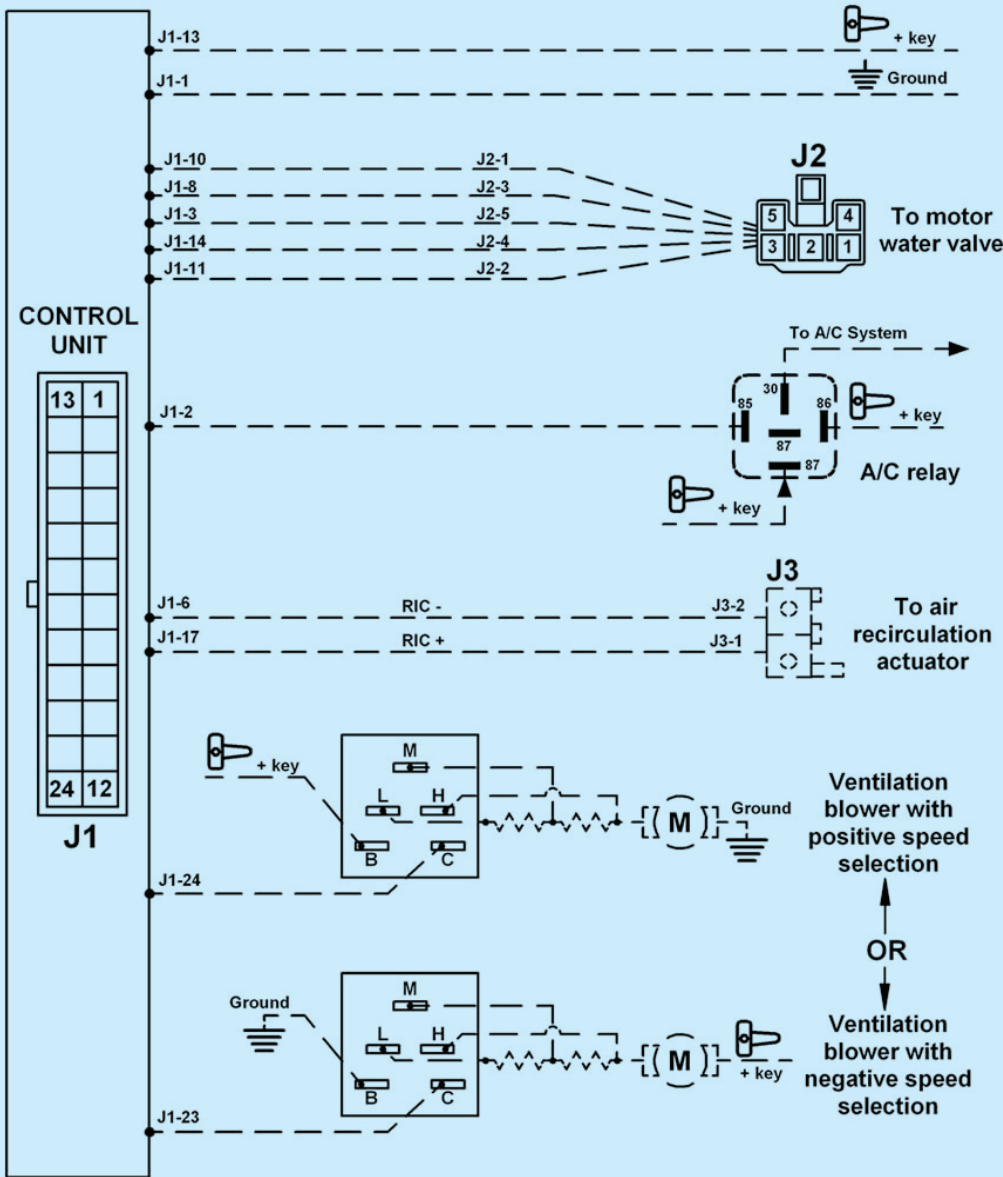 J1-13
+ key
J1-1
Ground
J1-10
J2-1
J1-8
J2-3
J1-3
J2-5
J1-14
J2-4
J1-11
J2-2
J2
5
4
3
2
1
To motor
water valve
CONTROL
UNIT
13
1
24
12
J1
J1-2
To A/C System
30
85
86
87
87
+ key
+ key
A/C relay
J1-6
RIC -
J3-2
J1-17
RIC +
J3-1
J3
To air
recirculation
actuator
+ key
M
L
H
B
C
M
Ground
J1-24
Ventilation
blower with
positive speed
selection
OR
Ground
M
L
H
B
C
M
+ key
J1-23
Ventilation
blower with
negative speed
selection